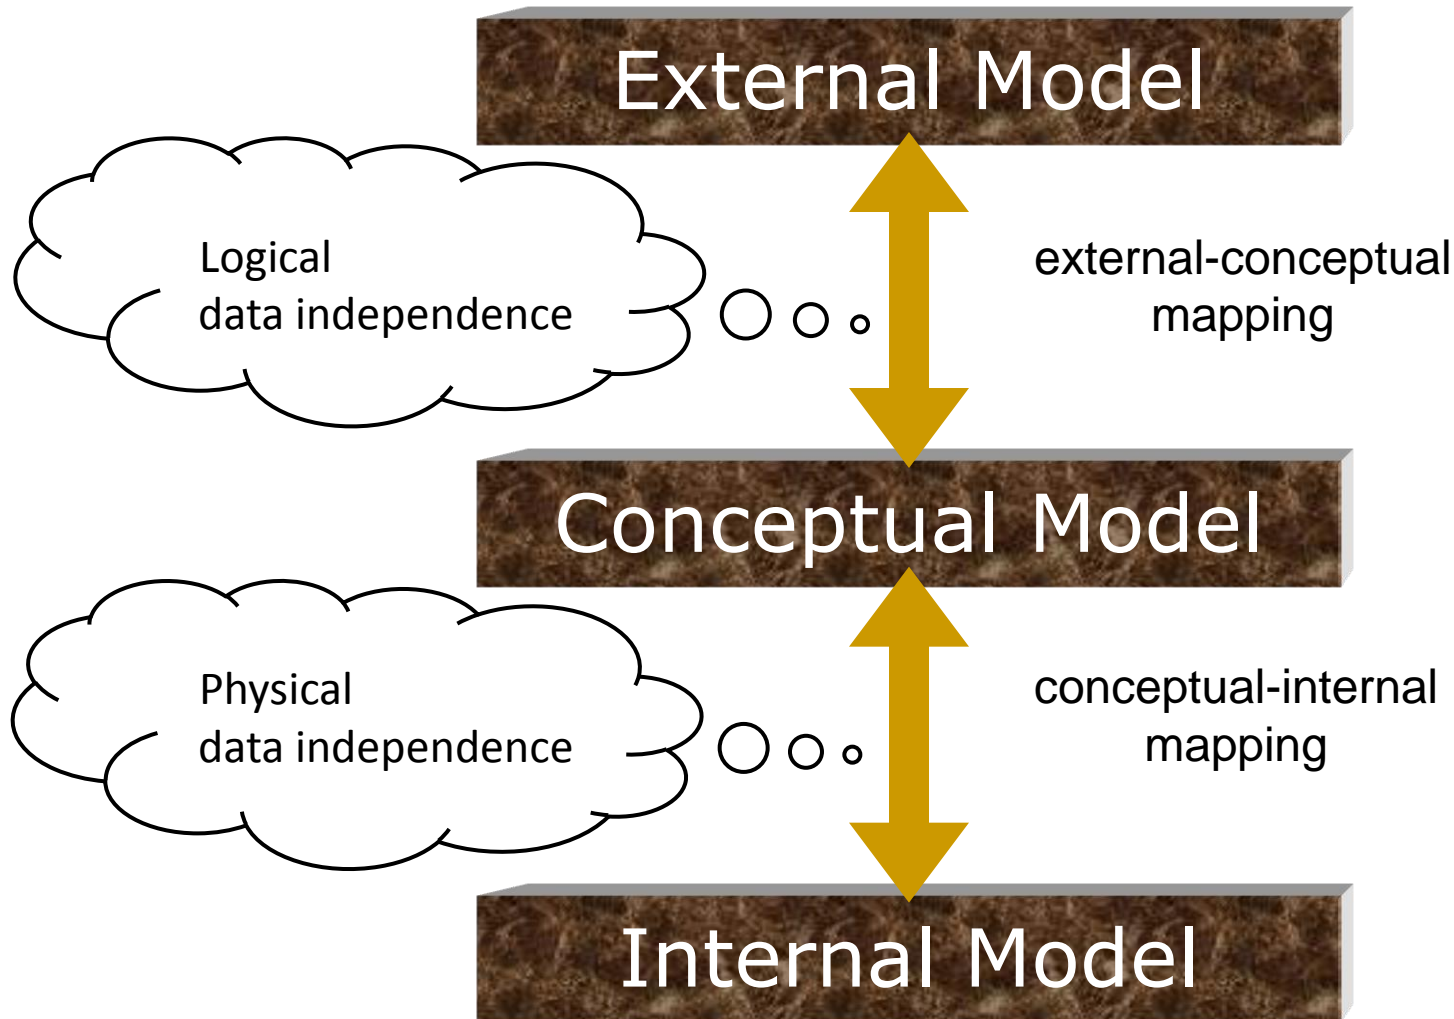 External Model
Logical
data independence
external-conceptual
mapping
Conceptual Model
Physical
data independence
conceptual-internal
mapping
Internal Model